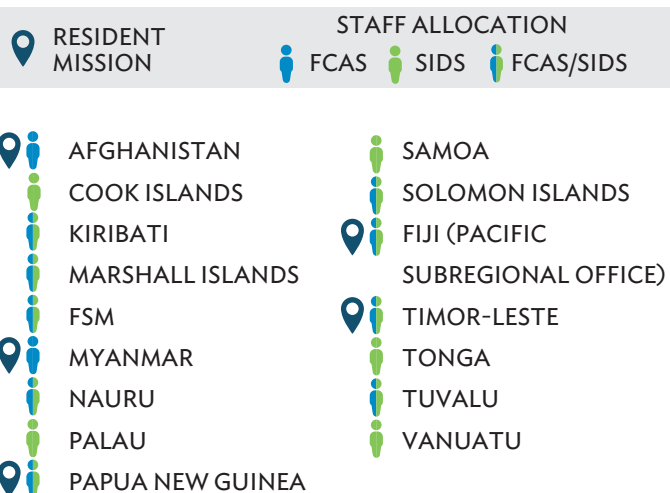 RESIDENT
MISSION
STAFF ALLOCATION
FCAS SIDS FCAS/SIDS
AFGHANISTAN
COOK ISLANDS
KIRIBATI
MARSHALL ISLANDS
FSM
MYANMAR
NAURU
PALAU
PAPUA NEW GUINEA
SAMOA
SOLOMON ISLANDS
FIJI (PACIFIC
SUBREGIONAL OFFICE)
TIMOR-LESTE
TONGA
TUVALU
VANUATU